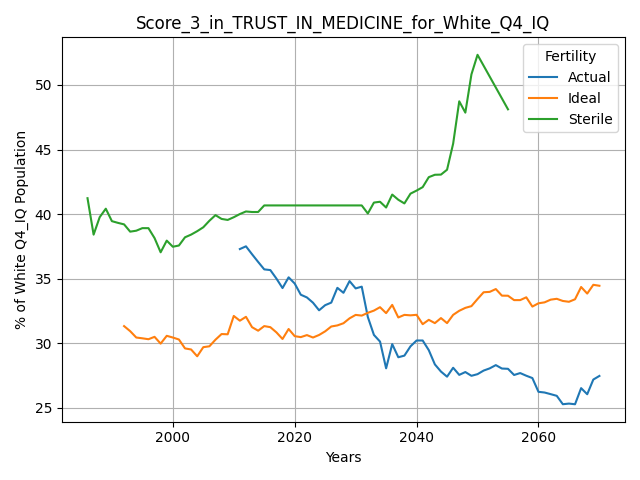 Score_3_in_TRUST_IN_MEDICINE_for_White_Q4_IQ
Fertility
Actual
Ideal
Sterile
% of White Q4_IQ Population
50
45
40
35
30
25
2000
2020
2040
2060
Years